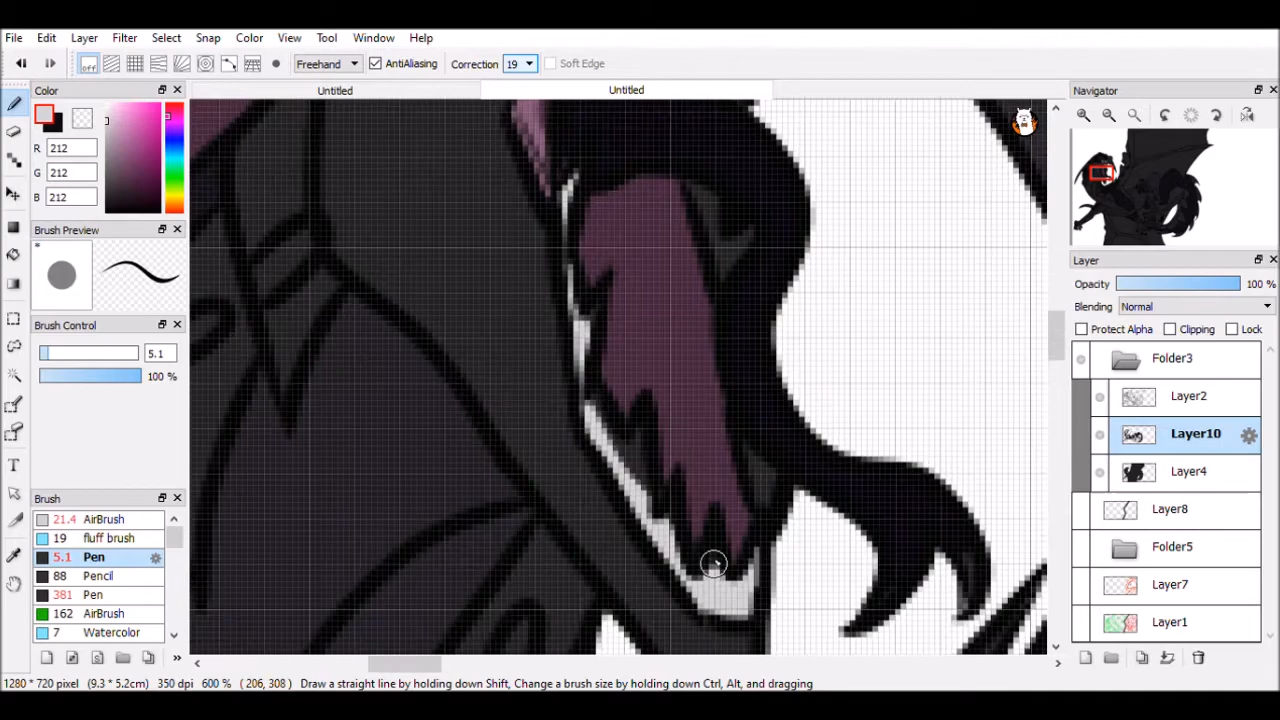 File Edit Layer Filter Select Snap Color View Tool Window Help
off Freehand AntiAliasing Correction 19 Soft Edge
Color Untitled Untitled Navigator
R 212
G 212
B 212
Brush Preview
Layer
Opacity 100 %
Blending Normal
Brush Control
Protect Alpha Clipping Lock
5.1
100 %
Folder3
Layer2
Layer10
Layer4
Brush
Layer8
21.4 AirBrush
19 fluff brush
Folder5
5.1 Pen
88 Pencil
Layer7
381 Pen
162 AirBrush
Layer1
7 Watercolor
1280 * 720 pixel (9.3 * 5.2cm) 350 dpi 600 % ( 206, 308 ) Draw a straight line by holding down Shift, Change a brush size by holding down Ctrl, Alt, and dragging